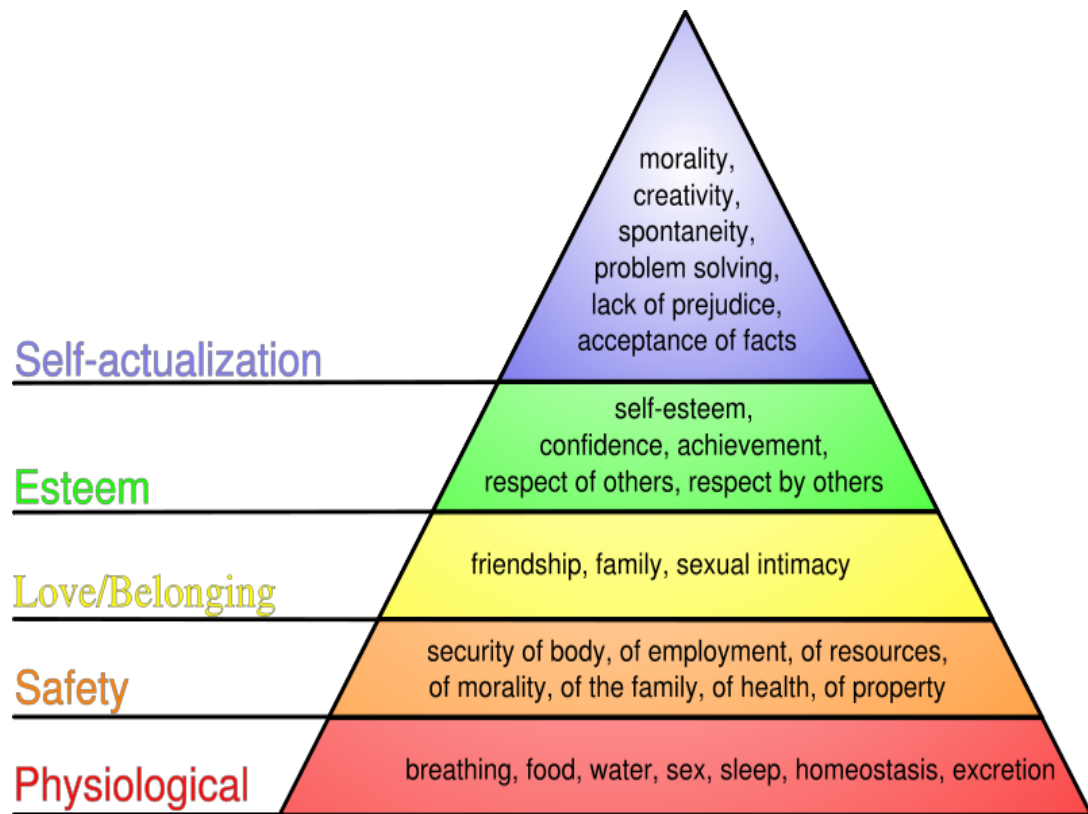 morality,
creativity,
spontaneity,
problem solving,
lack of prejudice,
acceptance of facts
Self-actualization
self-esteem,
confidence, achievement,
respect of others, respect by others
Esteem
friendship, family, sexual intimacy
Love/Belonging
security of body, of employment, of resources,
of morality, of the family, of health, of property
Safety
breathing, food, water, sex, sleep, homeostasis, excretion
Physiological